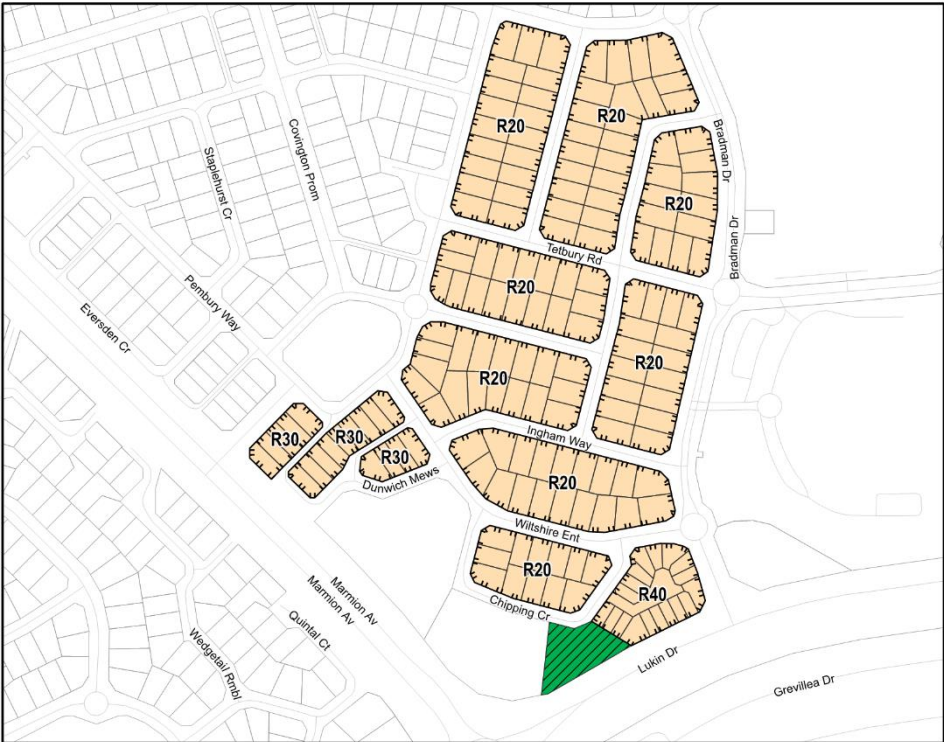 R20
R20
Bradman Dr
Covington Prom
Staplehurst Cr
R20
Bradman Dr
Tetbury Rd
R20
Pembury Way
Eversden Cr
R20
R20
R30
R30
R30
Ingham Way
Dunwich Mews
R20
Wiltshire Ent
R20
R40
Marmion Av
Marmion Av
Chipping Cr
Quintal Ct
Wedgetail Rmbl
Lukin Dr
Grevillea Dr